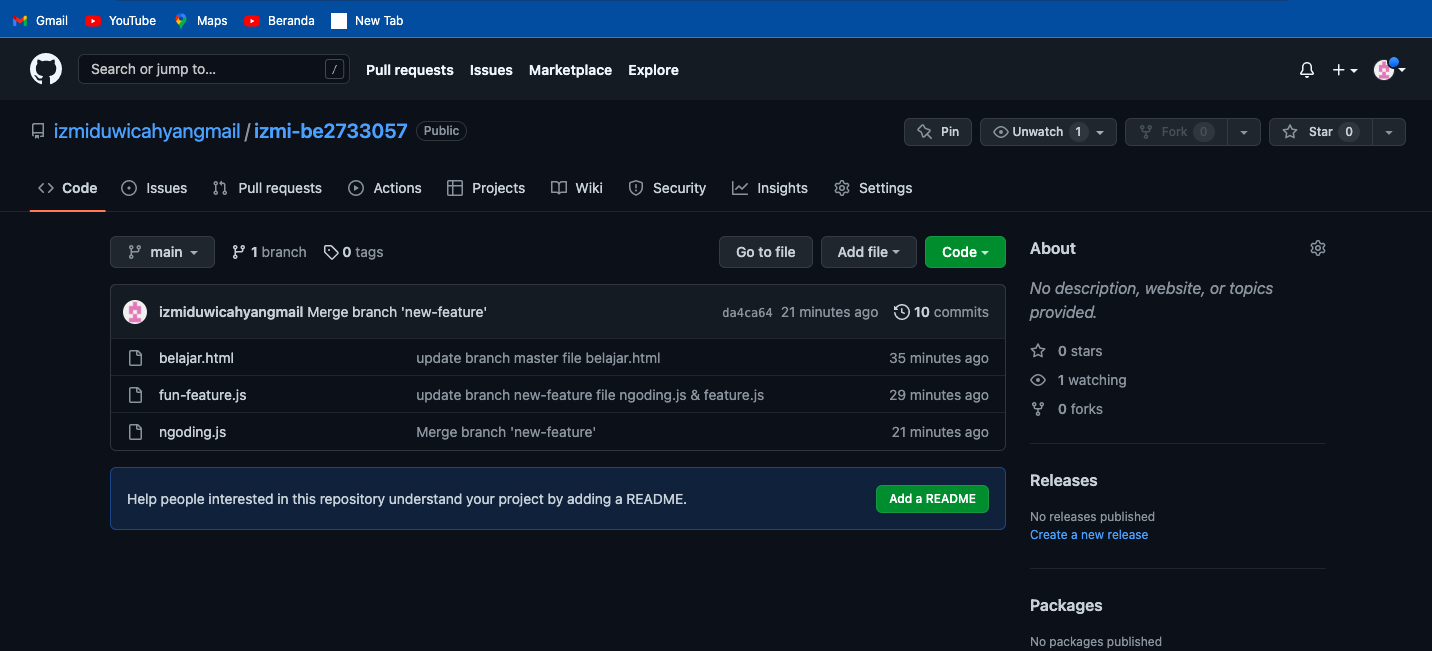 Gmail YouTube Maps Beranda New Tab
Search or jump to... / Pull requests Issues Marketplace Explore
izmiduwicahyangmail / izmi-be2733057 Public
Pin Unwatch 1 Fork 0 Star 0
Code Issues Pull requests Actions Projects Wiki Security Insights Settings
main 1 branch 0 tags Go to file Add file Code
izmiduwicahyangmail Merge branch 'new-feature' da4ca64 21 minutes ago 10 commits
belajar.html update branch master file belajar.html 35 minutes ago
fun-feature.js update branch new-feature file ngoding.js & feature.js 29 minutes ago
ngoding.js Merge branch 'new-feature' 21 minutes ago
Help people interested in this repository understand your project by adding a README. Add a README
About
No description, website, or topics
provided.
0 stars
1 watching
0 forks
Releases
No releases published
Create a new release
Packages
No packages published